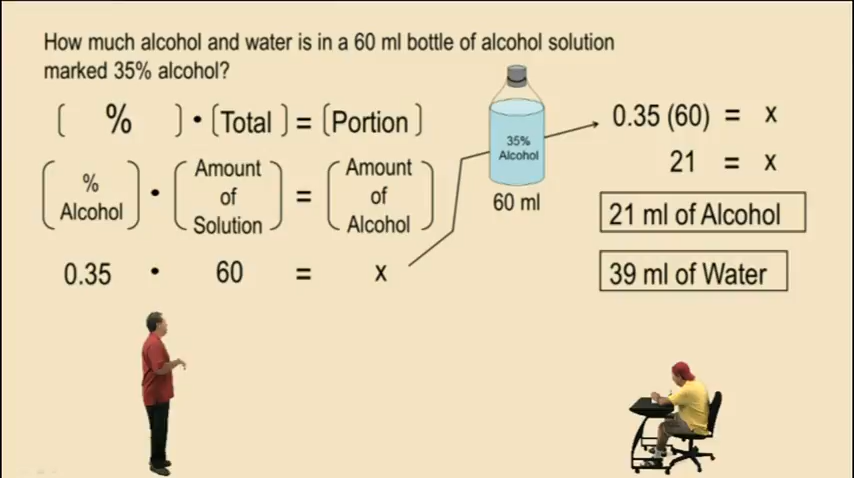 How much alcohol and water is in a 60 ml bottle of alcohol solution
marked 35% alcohol?
( % ) • (Total) = (Portion)
(% Alcohol) • (Amount of Solution) = (Amount of Alcohol)
0.35 • 60 = x
35%
Alcohol
60 ml
0.35 (60) = x
21 = x
21 ml of Alcohol
39 ml of Water